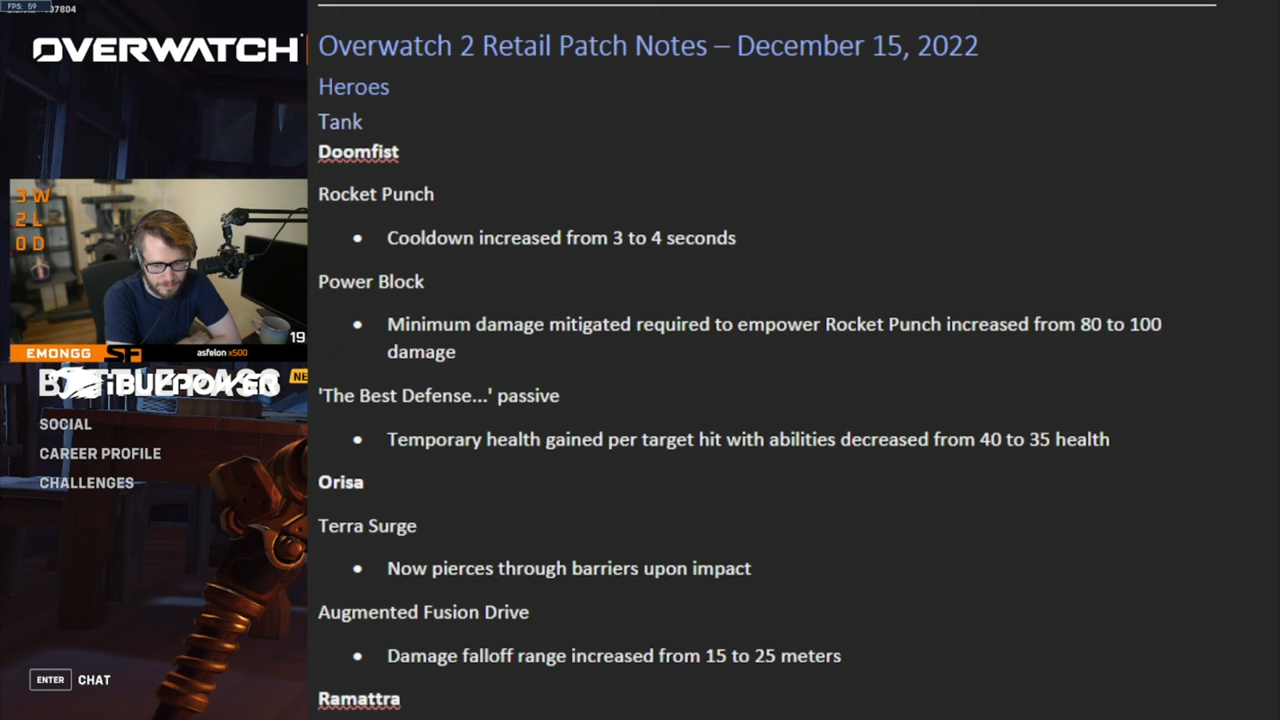 FPS: 59
OVERWATCH
Overwatch 2 Retail Patch Notes – December 15, 2022
Heroes
Tank
Doomfist
Rocket Punch
• Cooldown increased from 3 to 4 seconds
Power Block
• Minimum damage mitigated required to empower Rocket Punch increased from 80 to 100
damage
'The Best Defense...' passive
• Temporary health gained per target hit with abilities decreased from 40 to 35 health
Orisa
Terra Surge
• Now pierces through barriers upon impact
Augmented Fusion Drive
• Damage falloff range increased from 15 to 25 meters
Ramattra
3 W
2 L
0 D
19
EMONGG SF asfelon x500
SOCIAL
CAREER PROFILE
CHALLENGES
ENTER CHAT